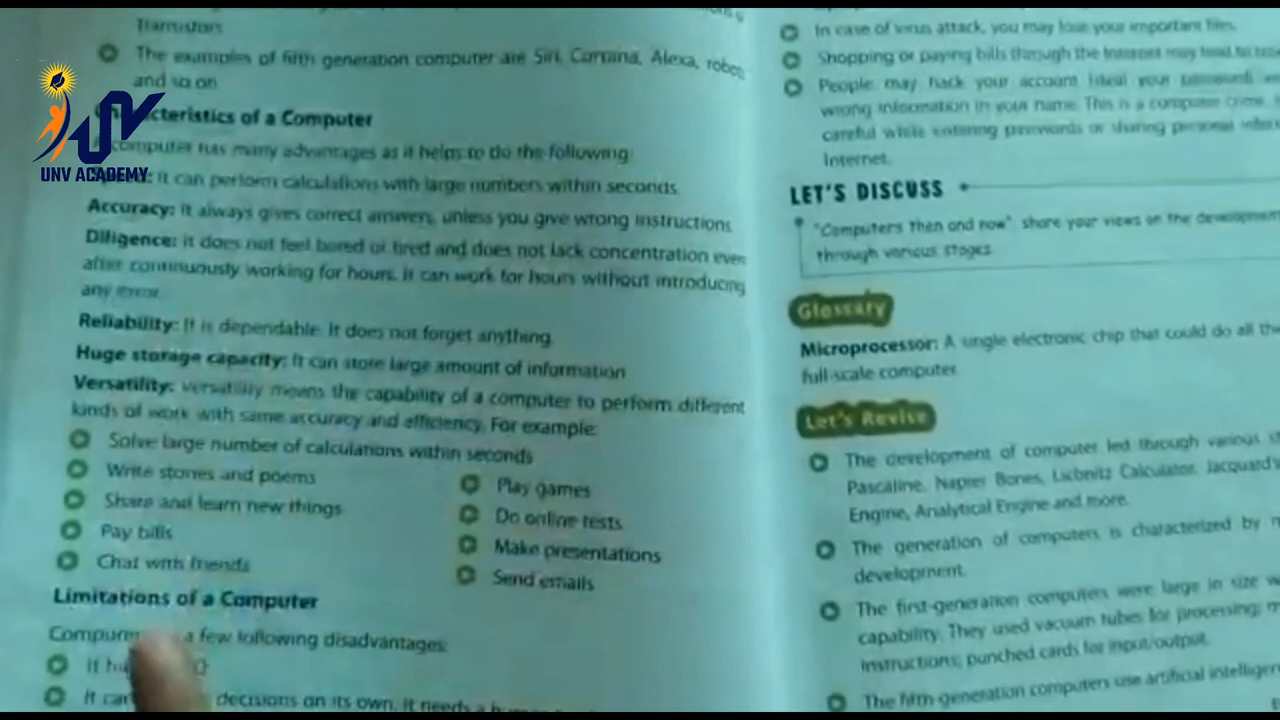 Transistors
The examples of fifth generation computer are Siri, Cortana, Alexa, robot,
and so on
Characteristics of a Computer
computer has many advantages as it helps to do the following:
It can perform calculations with large numbers within seconds.
Accuracy: It always gives correct answers, unless you give wrong instructions.
Diligence: It does not feel bored or tired and does not lack concentration even
after continuously working for hours. It can work for hours without introducing
any error.
Reliability: It is dependable. It does not forget anything.
Huge storage capacity: It can store large amount of information
Versatility: Versatility means the capability of a computer to perform different
kinds of work with same accuracy and efficiency. For example:
Solve large number of calculations within seconds
Write stories and poems
Share and learn new things
Pay bills
Chat with friends
Play games
Do online tests
Make presentations
Send emails
Limitations of a Computer
a few following disadvantages:
It
It decisions on its own. It needs a
In case of virus attack, you may lose your important files.
Shopping or paying bills through the Internet may lead to
People may hack your account (steal your password)
wrong information in your name. This is a computer crime.
careful while entering passwords or sharing personal
Internet.
LET'S DISCUSS
"Computers then and now": share your views on the
through various stages.
Glossary
Microprocessor: A single electronic chip that could do all the
full-scale computer.
Let's Revise
The development of computer led through various
Pascaline, Napier Bones, Liebnitz Calculator, Jacquard's
Engine, Analytical Engine and more.
The generation of computers is characterized by
development.
The first-generation computers were large in size
capability. They used vacuum tubes for processing;
instructions; punched cards for input/output.
The fifth generation computers use artificial
UNV ACADEMY